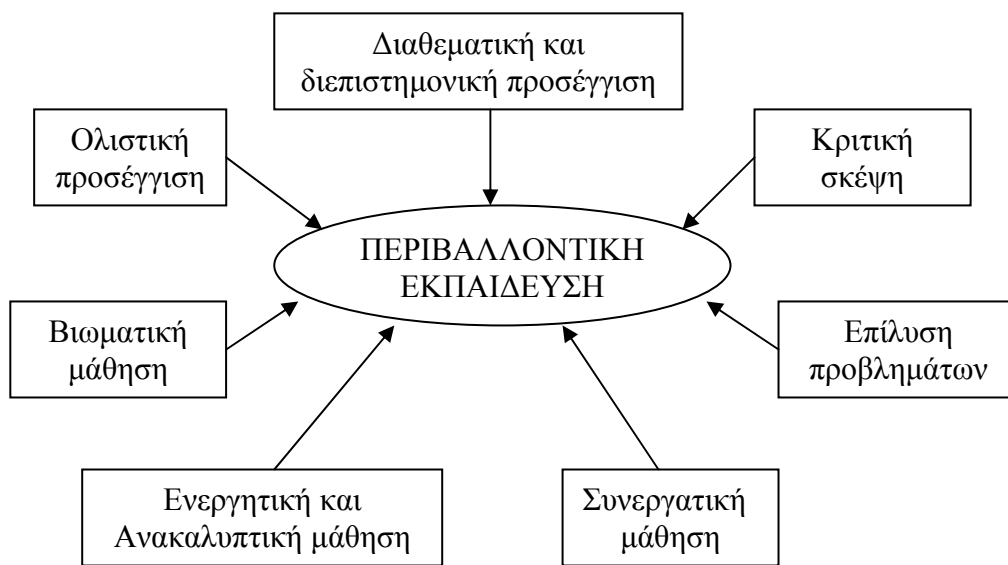 Διαθεματική και
διεπιστημονική προσέγγιση
Ολιστική
προσέγγιση
Κριτική
σκέψη
ΠΕΡΙΒΑΛΛΟΝΤΙΚΗ
ΕΚΠΑΙΔΕΥΣΗ
Βιωματική
μάθηση
Επίλυση
προβλημάτων
Ενεργητική και
Ανακαλυπτική μάθηση
Συνεργατική
μάθηση